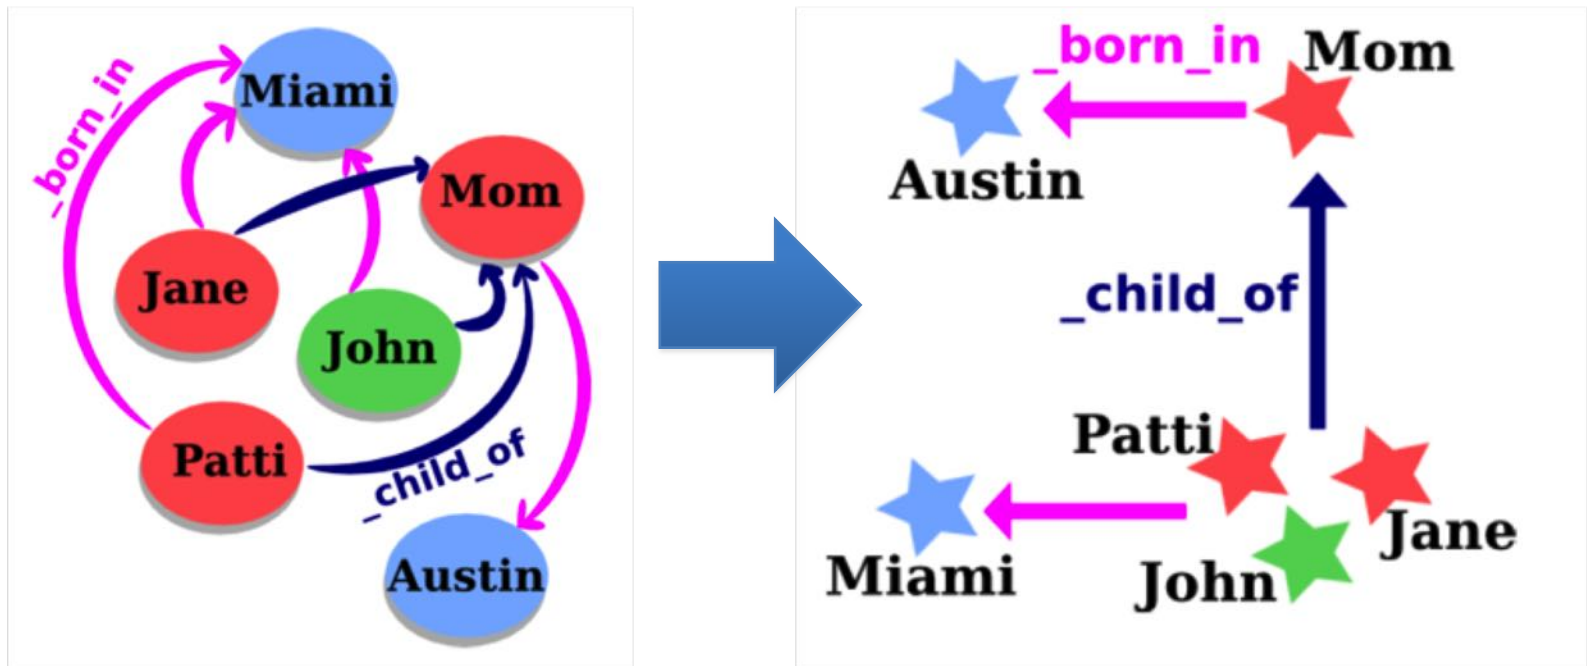 _born_in
Miami
Mom
Jane
John
Patti
_child_of
Austin
_born_in
Mom
Austin
_child_of
Patti
Jane
Miami
John